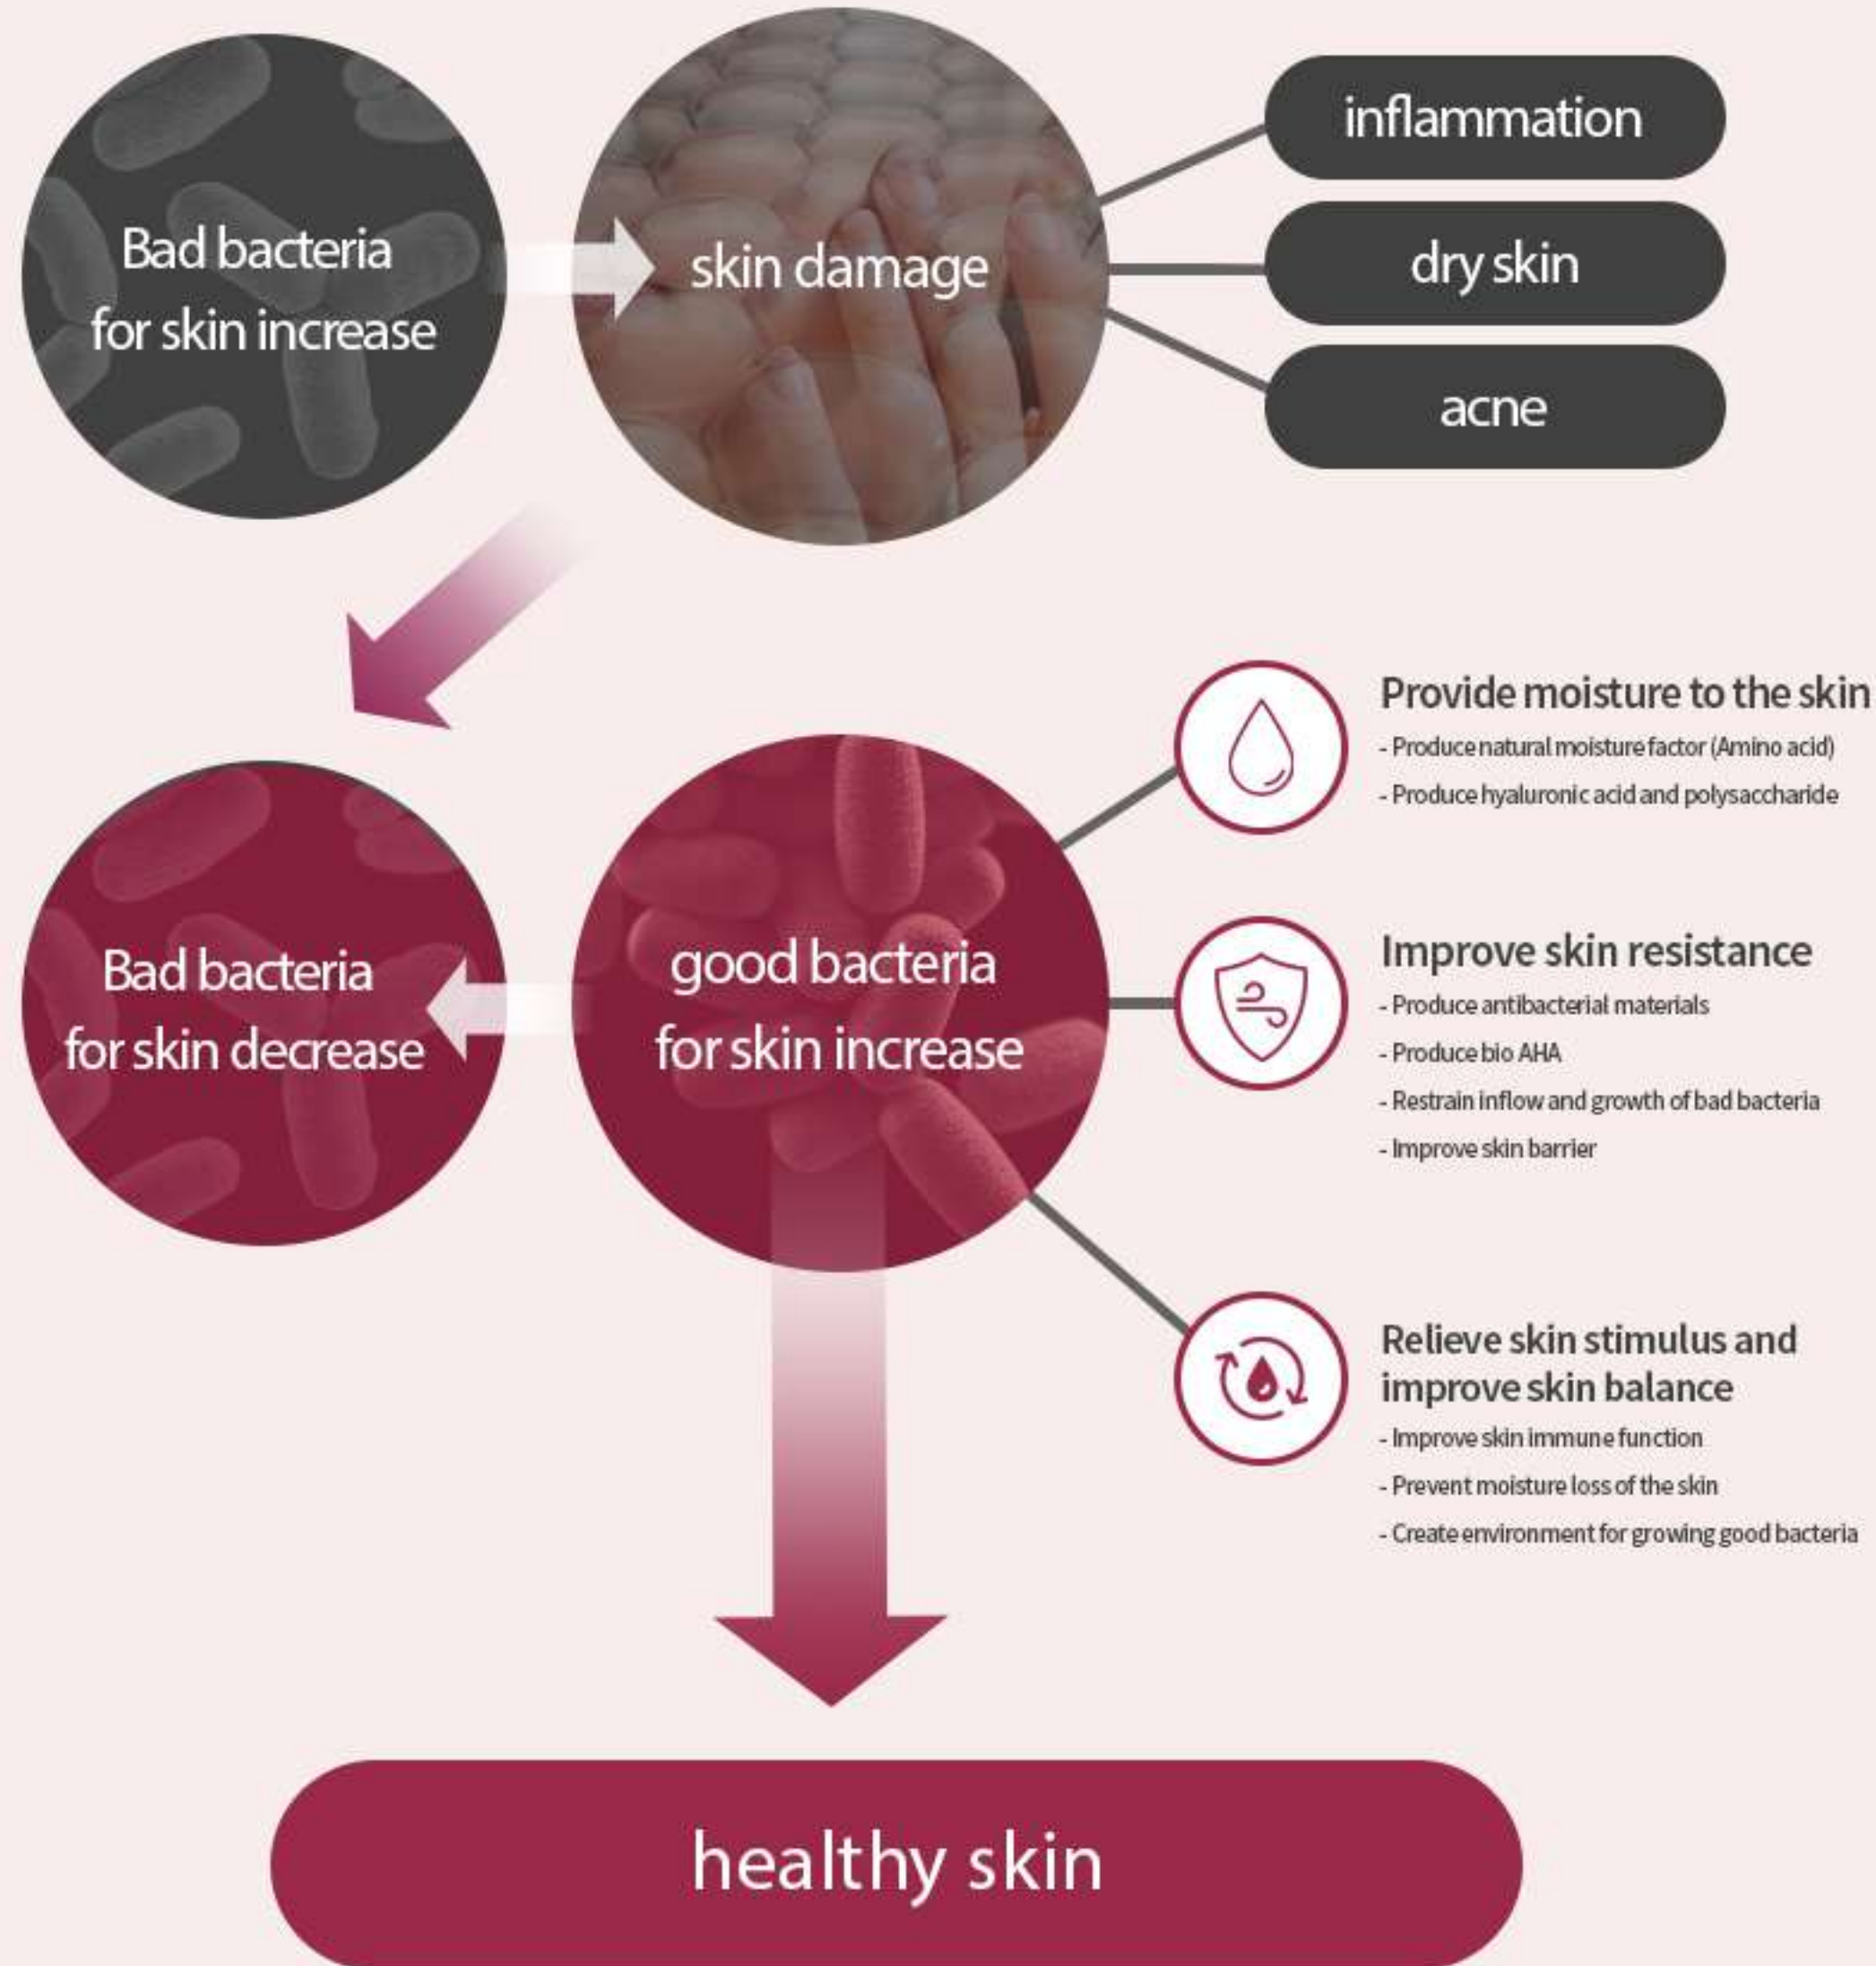 Bad bacteria
for skin increase
skin damage
inflammation
dry skin
acne
Bad bacteria
for skin decrease
good bacteria
for skin increase
Provide moisture to the skin
- Produce natural moisture factor (Amino acid)
- Produce hyaluronic acid and polysaccharide
Improve skin resistance
- Produce antibacterial materials
- Produce bio AHA
- Restrain inflow and growth of bad bacteria
- Improve skin barrier
Relieve skin stimulus and
improve skin balance
- Improve skin immune function
- Prevent moisture loss of the skin
- Create environment for growing good bacteria
healthy skin